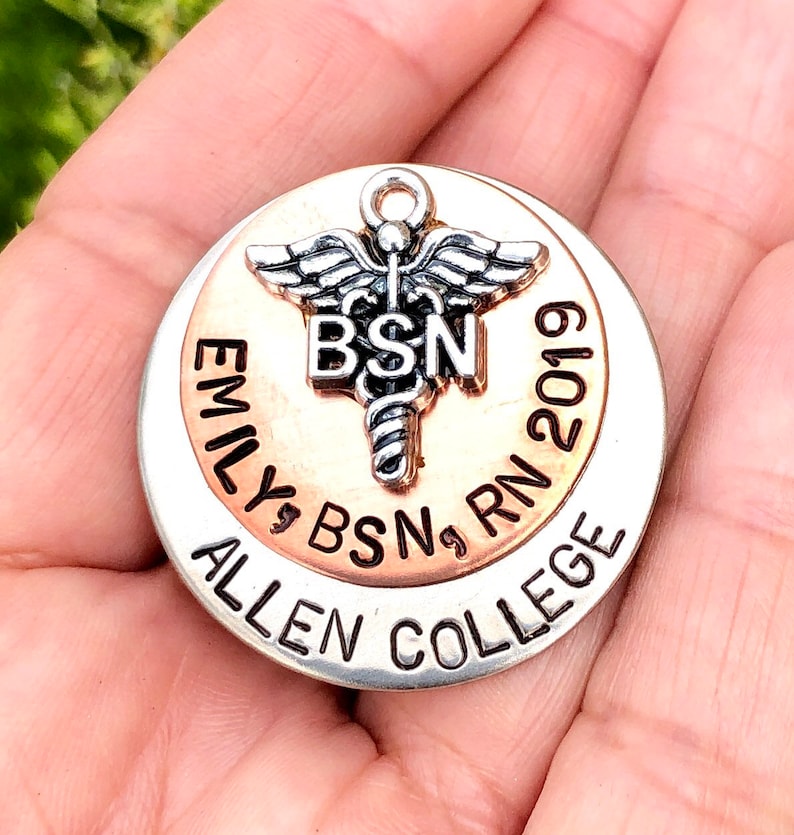 BSN
EMILY, BSN, RN 2019
ALLEN COLLEGE